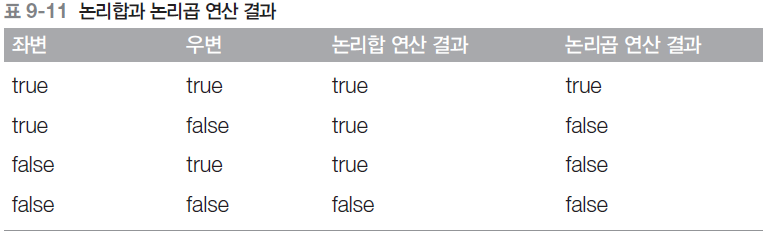 표 9-11 논리합과 논리곱 연산 결과
좌변 우변 논리합 연산 결과 논리곱 연산 결과
true true true true
true false true false
false true true false
false false false false